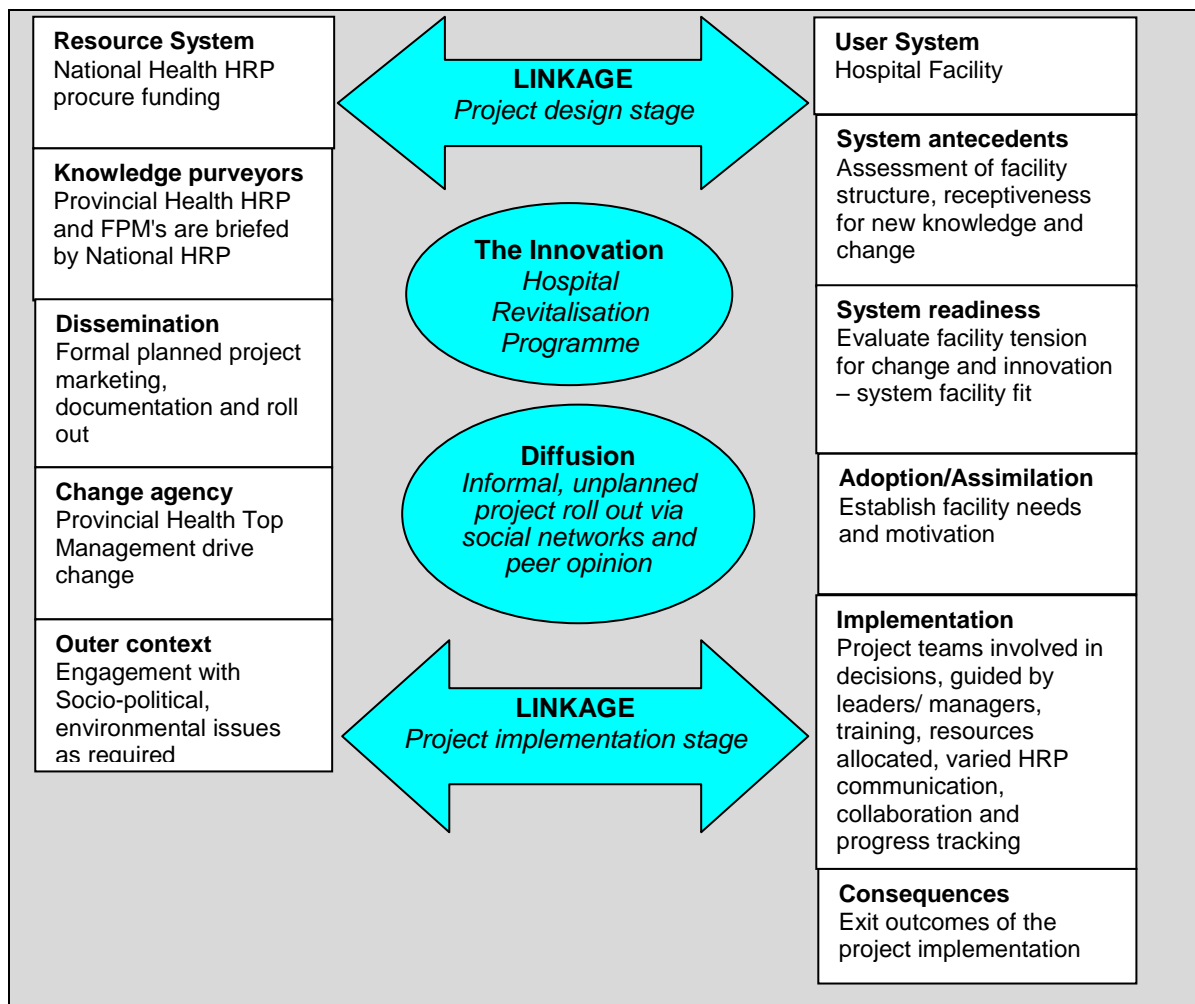 Resource System
National Health HRP
procure funding
Knowledge purveyors
Provincial Health HRP
and FPM's are briefed
by National HRP
Dissemination
Formal planned project
marketing,
documentation and roll
out
Change agency
Provincial Health Top
Management drive
change
Outer context
Engagement with
Socio-political,
environmental issues
as required
LINKAGE
Project design stage
The Innovation
Hospital
Revitalisation
Programme
Diffusion
Informal, unplanned
project roll out via
social networks and
peer opinion
LINKAGE
Project implementation stage
User System
Hospital Facility
System antecedents
Assessment of facility
structure, receptiveness
for new knowledge and
change
System readiness
Evaluate facility tension
for change and innovation
– system facility fit
Adoption/Assimilation
Establish facility needs
and motivation
Implementation
Project teams involved in
decisions, guided by
leaders/ managers,
training, resources
allocated, varied HRP
communication,
collaboration and
progress tracking
Consequences
Exit outcomes of the
project implementation